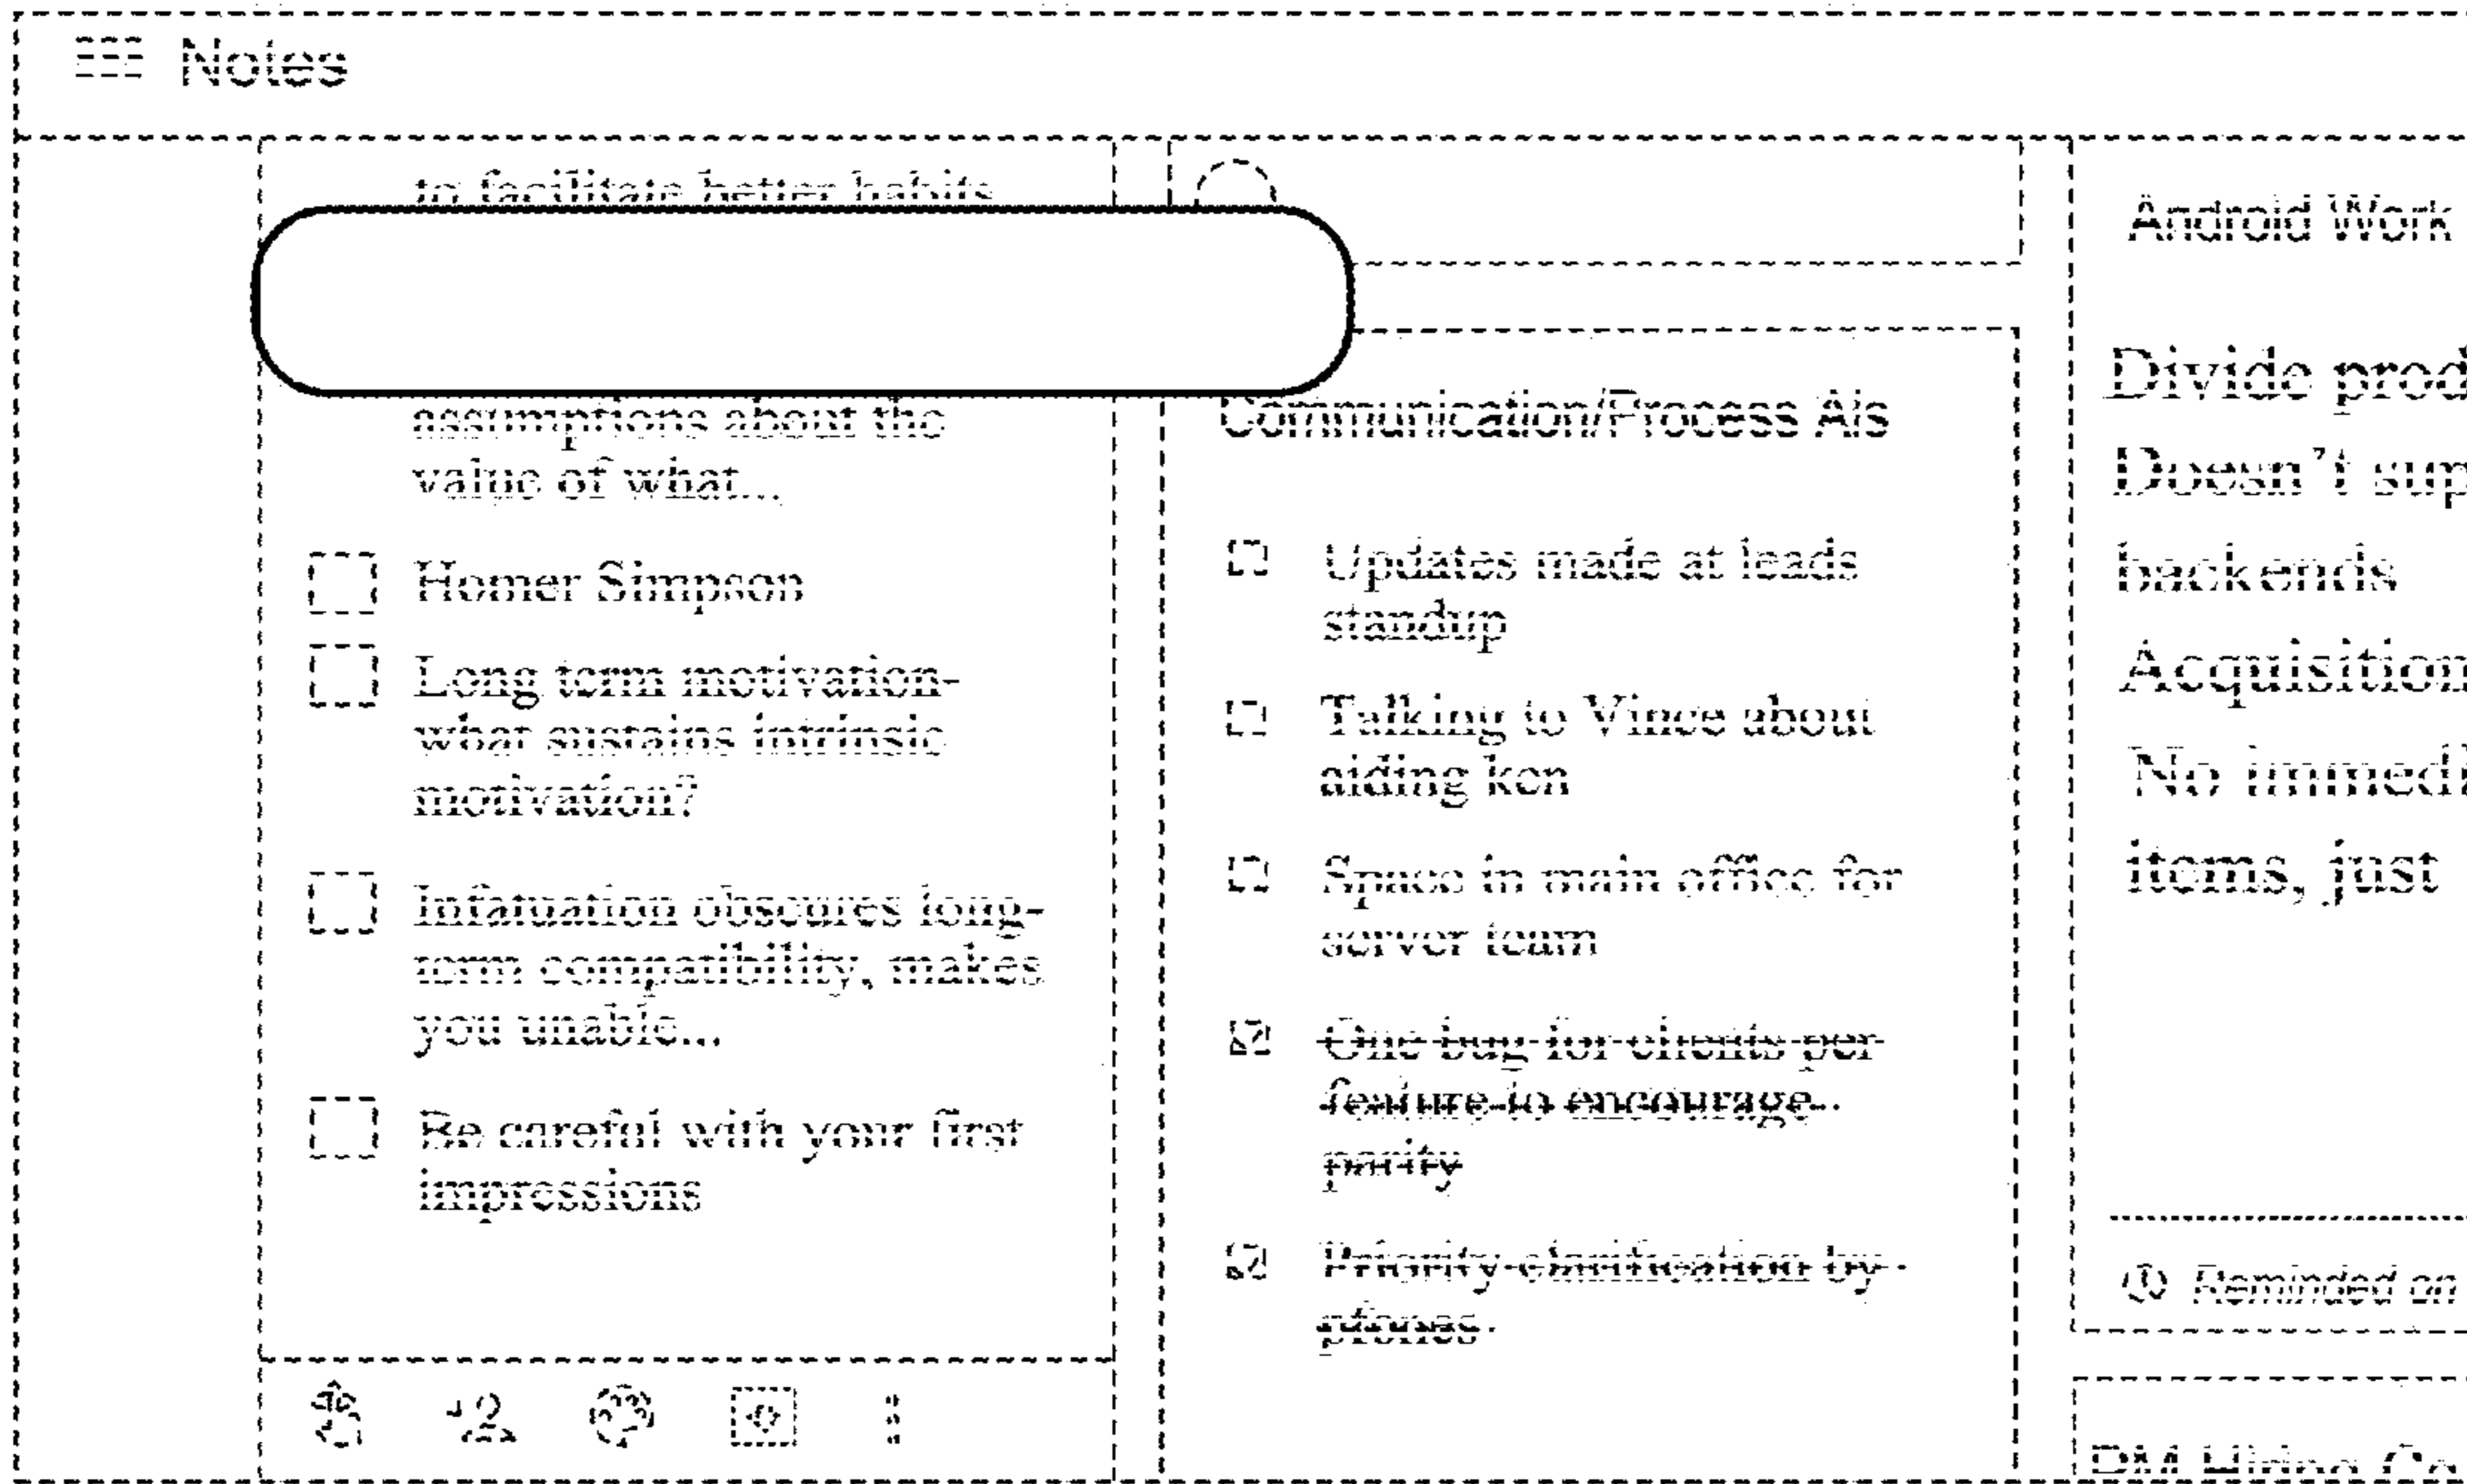 Notes
to facilitate better habits
assumptions about the
value of what...
Homer Simpson
Long term motivation-
what sustains intrinsic
motivation?
Infatuation obscures long-
term compatibility, makes
you unable...
Be careful with your first
impressions
Communication/Process AIs
Updates made at leads
standup
Talking to Vince about
aiding ken
Space in main office for
server team
One bug for clients per
feature to encourage
parity
Priority clarification by
phones
Android Work
Divide prod
Doesn't sup
backends
Acquisition
No immedi
items, just
Reminded on
PM Hiring Co